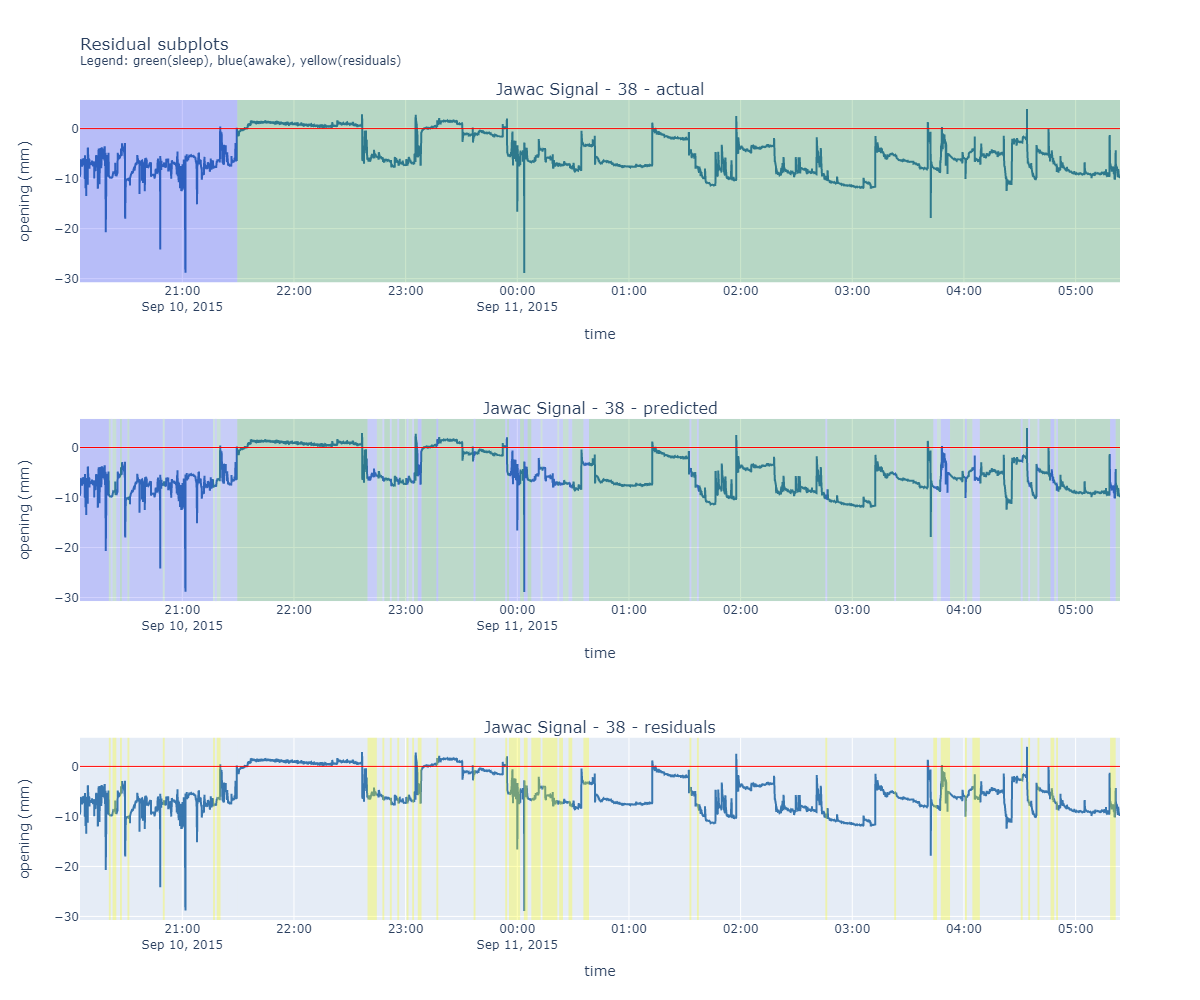 Residual subplots
Legend: green(sleep), blue(awake), yellow(residuals)
Jawac Signal - 38 - actual
opening (mm)
0
−10
−20
−30
21:00 22:00 23:00 00:00 01:00 02:00 03:00 04:00 05:00
Sep 10, 2015 Sep 11, 2015
time
Jawac Signal - 38 - predicted
opening (mm)
0
−10
−20
−30
21:00 22:00 23:00 00:00 01:00 02:00 03:00 04:00 05:00
Sep 10, 2015 Sep 11, 2015
time
Jawac Signal - 38 - residuals
opening (mm)
0
−10
−20
−30
21:00 22:00 23:00 00:00 01:00 02:00 03:00 04:00 05:00
Sep 10, 2015 Sep 11, 2015
time